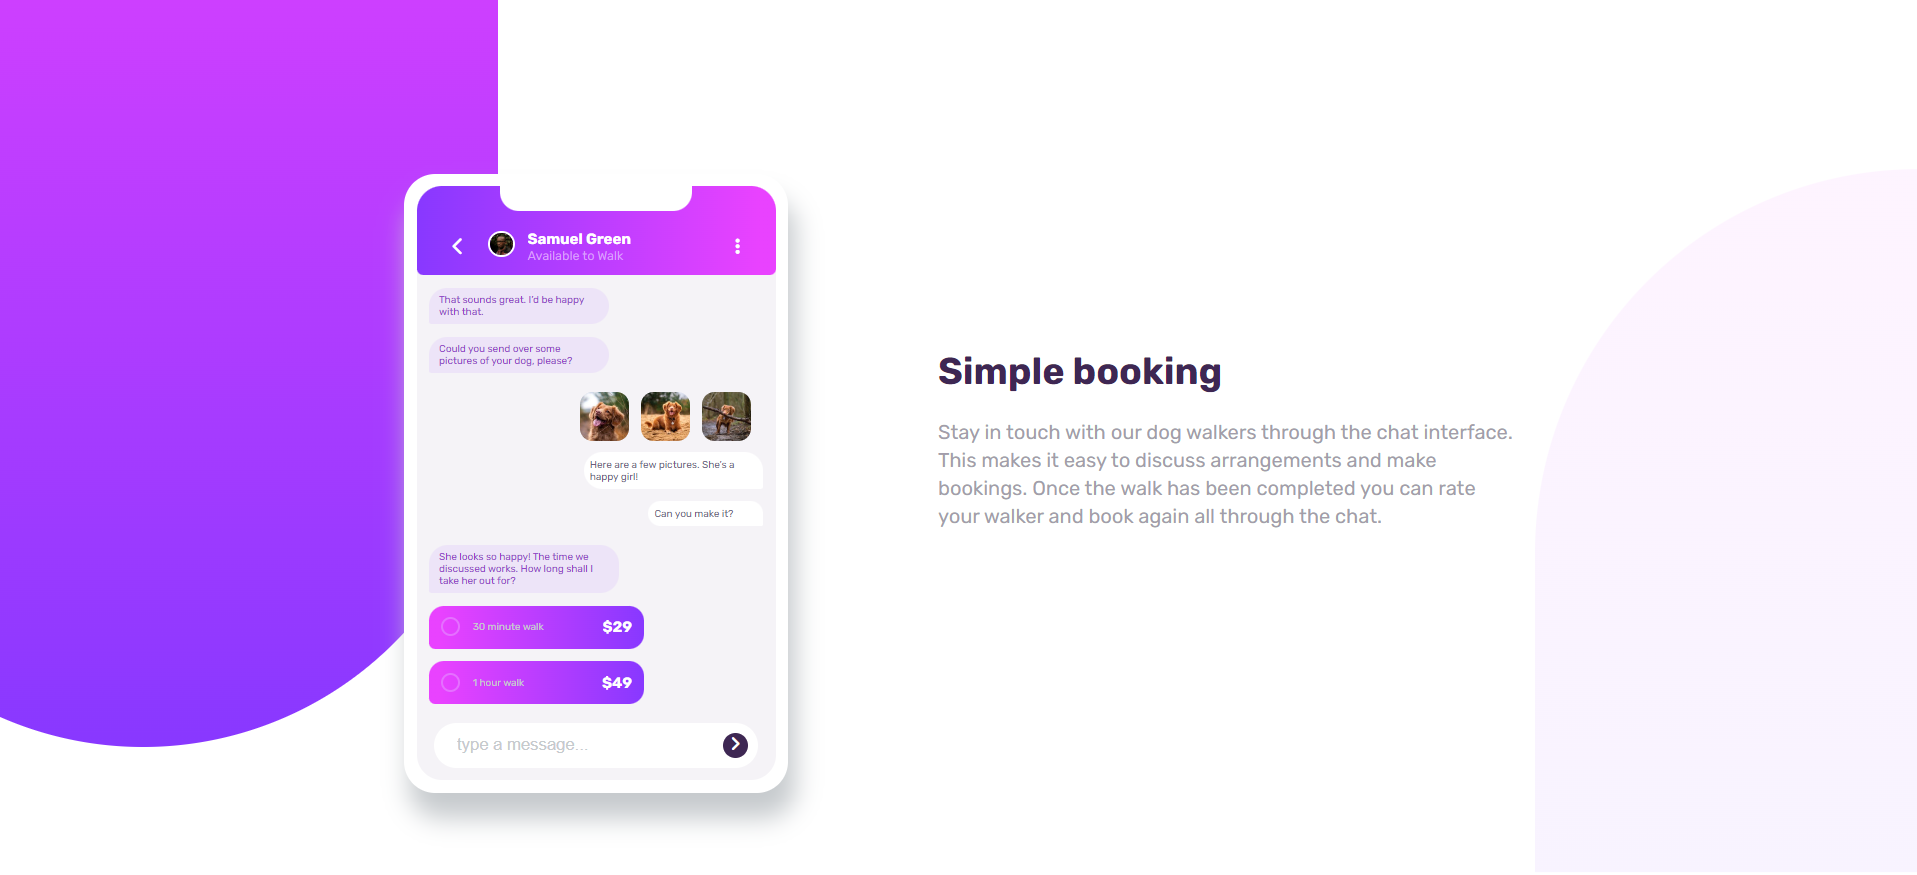 Samuel Green
Available to Walk
That sounds great. I'd be happy
with that.
Could you send over some
pictures of your dog, please?
Here are a few pictures. She's a
happy girl!
Can you make it?
She looks so happy! The time we
discussed works. How long shall I
take her out for?
30 minute walk $29
1 hour walk $49
type a message...
Simple booking
Stay in touch with our dog walkers through the chat interface.
This makes it easy to discuss arrangements and make
bookings. Once the walk has been completed you can rate
your walker and book again all through the chat.